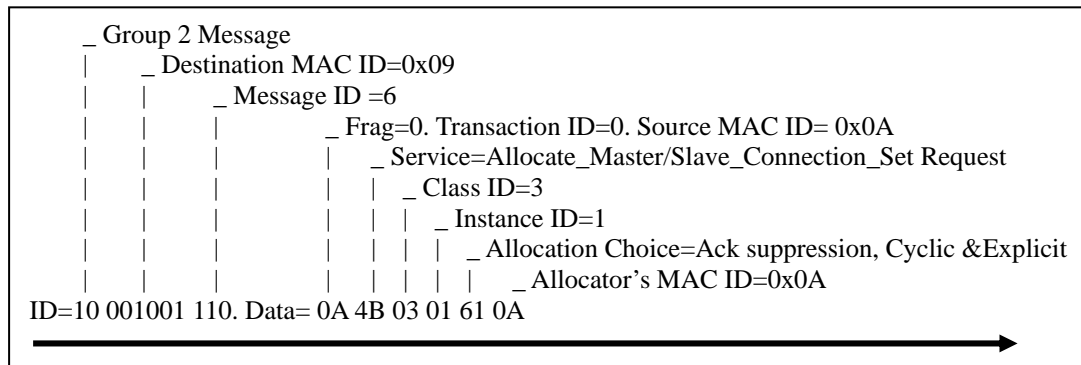 _ Group 2 Message
| _ Destination MAC ID=0x09
| | _ Message ID =6
| | | _ Frag=0. Transaction ID=0. Source MAC ID= 0x0A
| | | | _ Service=Allocate_Master/Slave_Connection_Set Request
| | | | | _ Class ID=3
| | | | | | _ Instance ID=1
| | | | | | | _ Allocation Choice=Ack suppression, Cyclic &Explicit
| | | | | | | | _ Allocator’s MAC ID=0x0A
ID=10 001001 110. Data= 0A 4B 03 01 61 0A